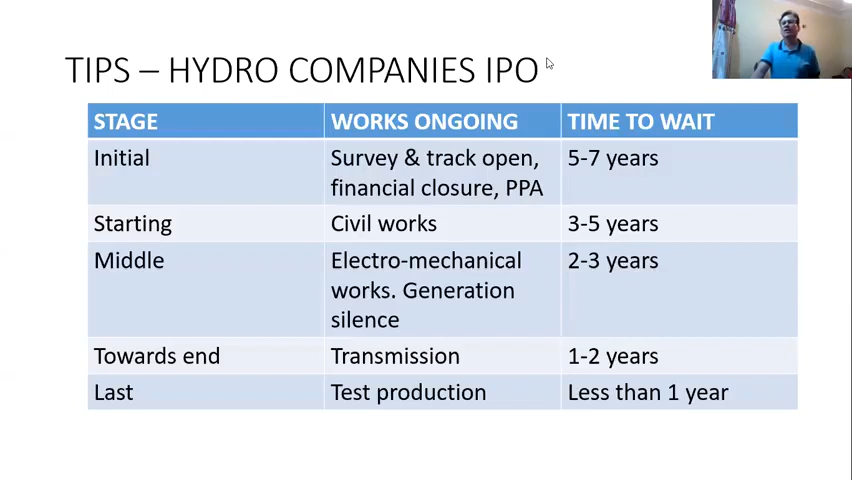 TIPS – HYDRO COMPANIES IPO
STAGE WORKS ONGOING TIME TO WAIT
Initial Survey & track open, 5-7 years
financial closure, PPA
Starting Civil works 3-5 years
Middle Electro-mechanical 2-3 years
works. Generation
silence
Towards end Transmission 1-2 years
Last Test production Less than 1 year